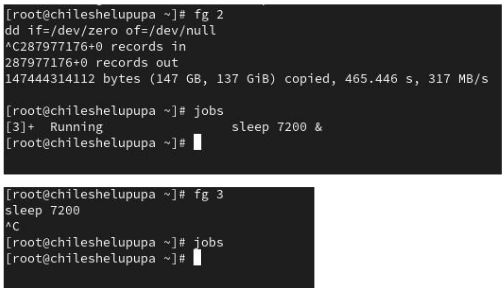 [root@chileshelupupa ~]# fg 2
dd if=/dev/zero of=/dev/null
^C287977176+0 records in
287977176+0 records out
147444314112 bytes (147 GB, 137 GiB) copied, 465.446 s, 317 MB/s
[root@chileshelupupa ~]# jobs
[3]+  Running                 sleep 7200 &
[root@chileshelupupa ~]#
[root@chileshelupupa ~]# fg 3
sleep 7200
^C
[root@chileshelupupa ~]# jobs
[root@chileshelupupa ~]#